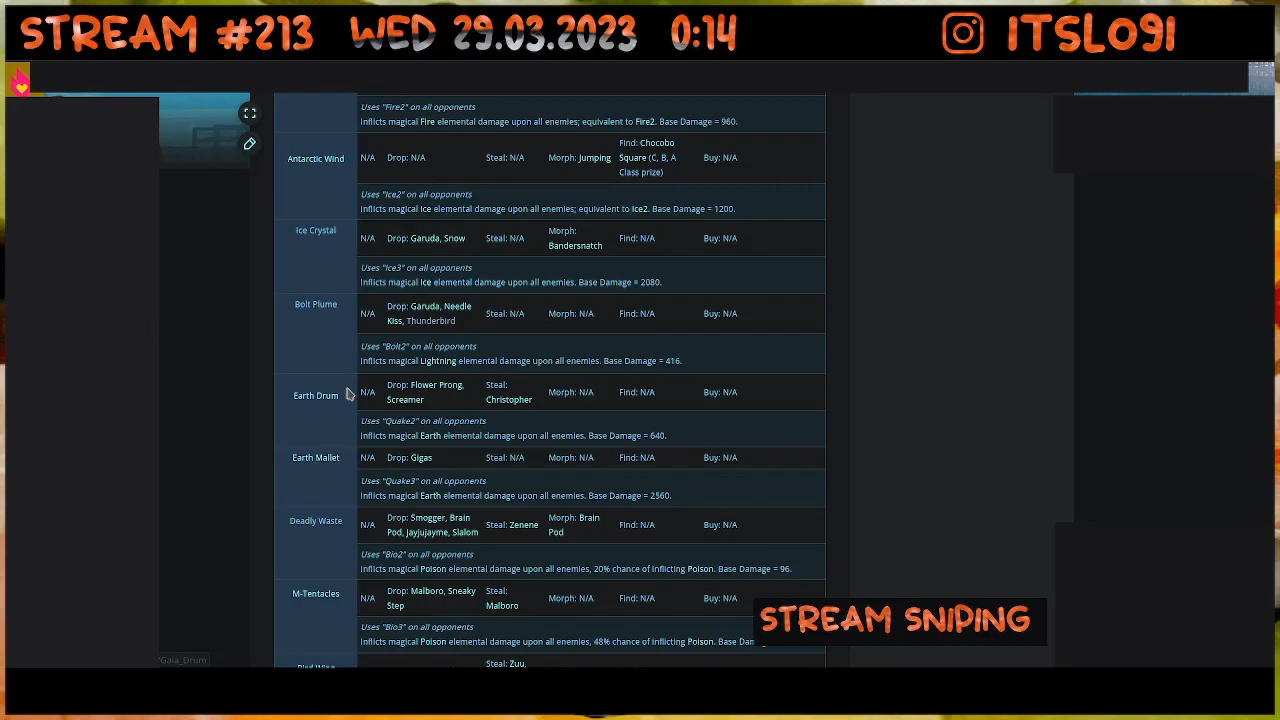 STREAM #213 WED 29.03.2023 0:14 ITSLO91
Uses "Fire2" on all opponents
Inflicts magical Fire elemental damage upon all enemies; equivalent to Fire2. Base Damage = 960.
Antarctic Wind
N/A
Drop: N/A
Steal: N/A
Morph: Jumping
Find: Chocobo
Square (C, B, A
Class prize)
Buy: N/A
Uses "Ice2" on all opponents
Inflicts magical Ice elemental damage upon all enemies; equivalent to Ice2. Base Damage = 1200.
Ice Crystal
N/A
Drop: Garuda, Snow
Steal: N/A
Morph:
Bandersnatch
Find: N/A
Buy: N/A
Uses "Ice3" on all opponents
Inflicts magical Ice elemental damage upon all enemies. Base Damage = 2080.
Bolt Plume
N/A
Drop: Garuda, Needle
Kiss, Thunderbird
Steal: N/A
Morph: N/A
Find: N/A
Buy: N/A
Uses "Bolt2" on all opponents
Inflicts magical Lightning elemental damage upon all enemies. Base Damage = 416.
Earth Drum
N/A
Drop: Flower Prong,
Screamer
Steal:
Christopher
Morph: N/A
Find: N/A
Buy: N/A
Uses "Quake2" on all opponents
Inflicts magical Earth elemental damage upon all enemies. Base Damage = 640.
Earth Mallet
N/A
Drop: Gigas
Steal: N/A
Morph: N/A
Find: N/A
Buy: N/A
Uses "Quake3" on all opponents
Inflicts magical Earth elemental damage upon all enemies. Base Damage = 2560.
Deadly Waste
N/A
Drop: Smogger, Brain
Pod, Jayjujayme, Slalom
Steal: Zenene
Morph: Brain
Pod
Find: N/A
Buy: N/A
Uses "Bio2" on all opponents
Inflicts magical Poison elemental damage upon all enemies, 20% chance of inflicting Poison. Base Damage = 96.
M-Tentacles
N/A
Drop: Malboro, Sneaky
Step
Steal:
Malboro
Morph: N/A
Find: N/A
Buy: N/A
Uses "Bio3" on all opponents
Inflicts magical Poison elemental damage upon all enemies, 48% chance of inflicting Poison. Base
Steal: Zuu,
STREAM SNIPING
/Gaia_Drum